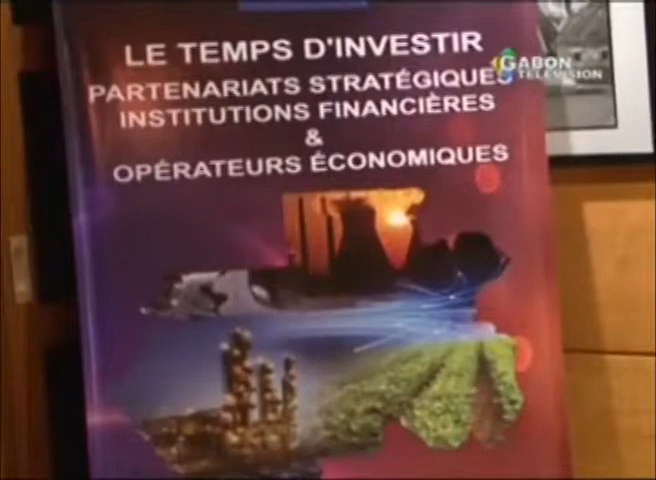 LE TEMPS D'INVESTIR
PARTENARIATS STRATÉGIQUES
INSTITUTIONS FINANCIÈRES
&
OPÉRATEURS ÉCONOMIQUES
GABON
TELEVISION